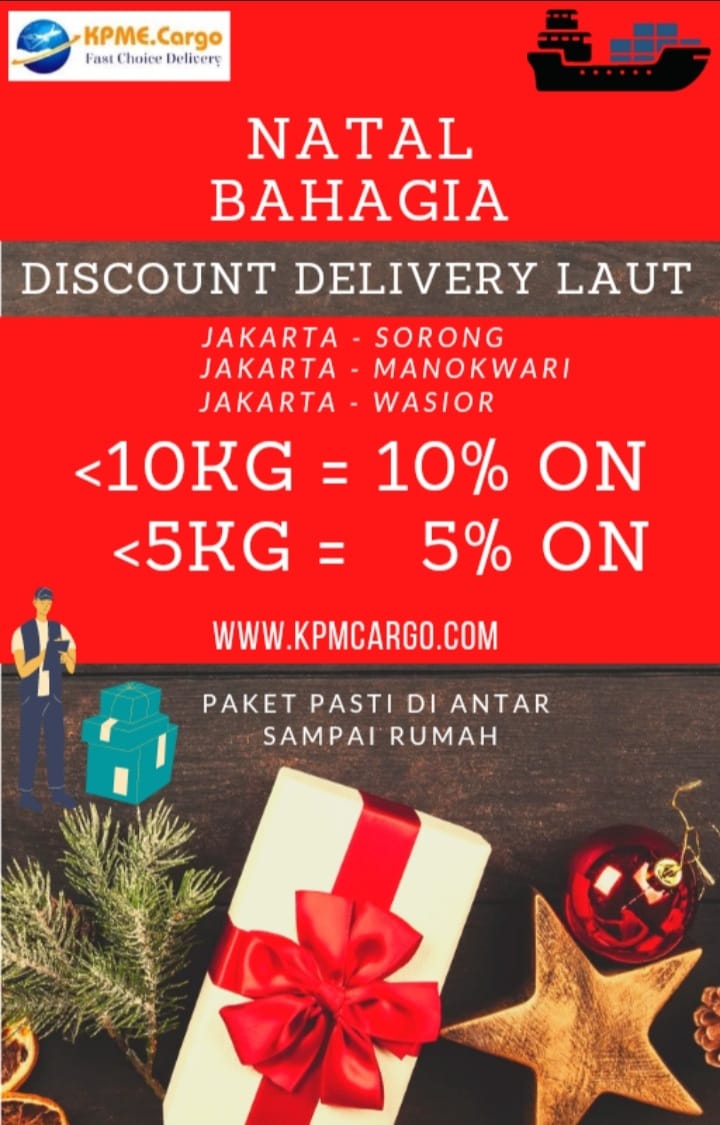 KPME.Cargo
Fast Choice Delivery
NATAL
BAHAGIA
DISCOUNT DELIVERY LAUT
JAKARTA - SORONG
JAKARTA - MANOKWARI
JAKARTA - WASIOR
<10KG = 10% ON
<5KG = 5% ON
WWW.KPMCARGO.COM
PAKET PASTI DI ANTAR
SAMPAI RUMAH